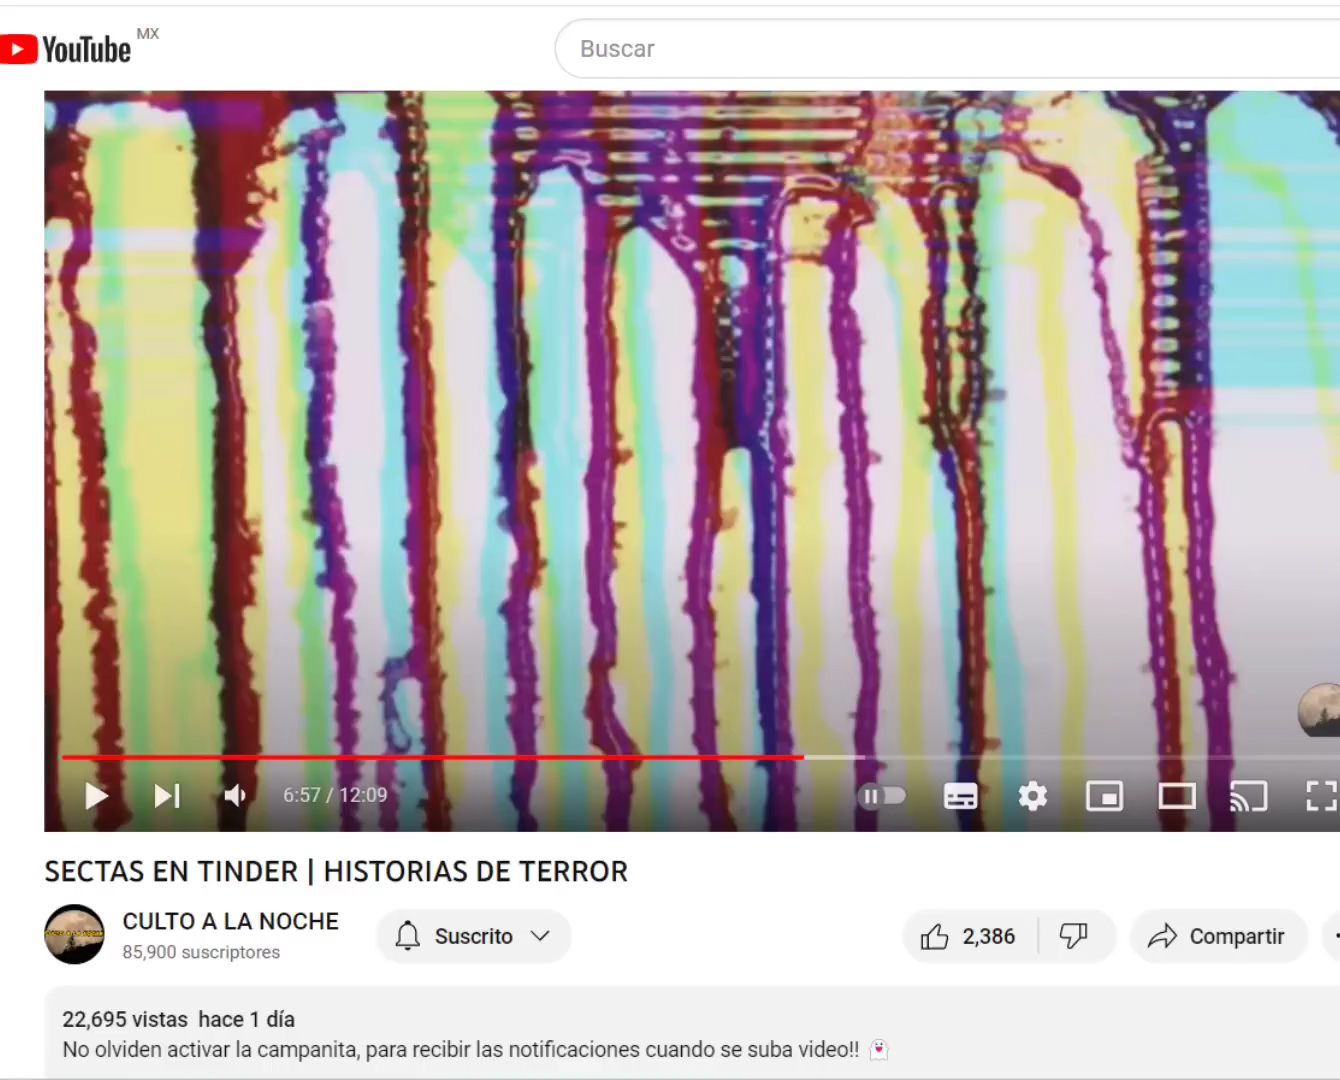 YouTube MX
Buscar
6:57 / 12:09
SECTAS EN TINDER | HISTORIAS DE TERROR
CULTO A LA NOCHE
85,900 suscriptores
Suscrito
2,386
Compartir
22,695 vistas hace 1 día
No olviden activar la campanita, para recibir las notificaciones cuando se suba video!! 👻